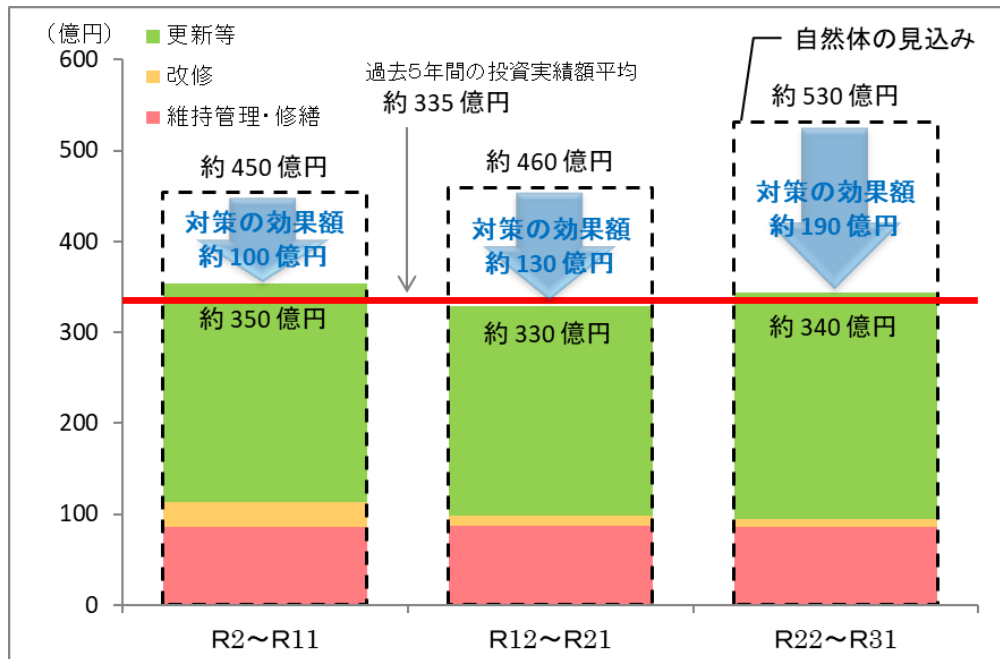 （億円）
更新等
改修
維持管理・修繕
600
500
400
300
200
100
0
過去5年間の投資実績額平均
約 335 億円
自然体の見込み
約 450 億円
対策の効果額
約 100 億円
約 350 億円
約 460 億円
対策の効果額
約 130 億円
約 330 億円
約 530 億円
対策の効果額
約 190 億円
約 340 億円
R2～R11
R12～R21
R22～R31